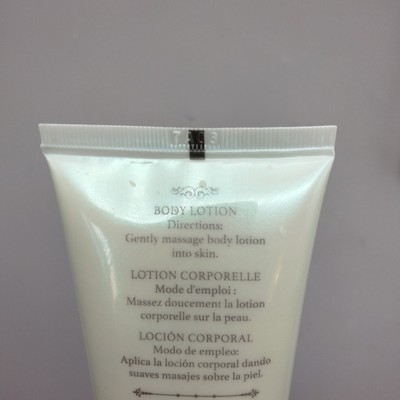 BODY LOTION
Directions:
Gently massage body lotion
into skin.
LOTION CORPORELLE
Mode d'emploi :
Massez doucement la lotion
corporelle sur la peau.
LOCIÓN CORPORAL
Modo de empleo:
Aplica la loción corporal dando
suaves masajes sobre la piel.